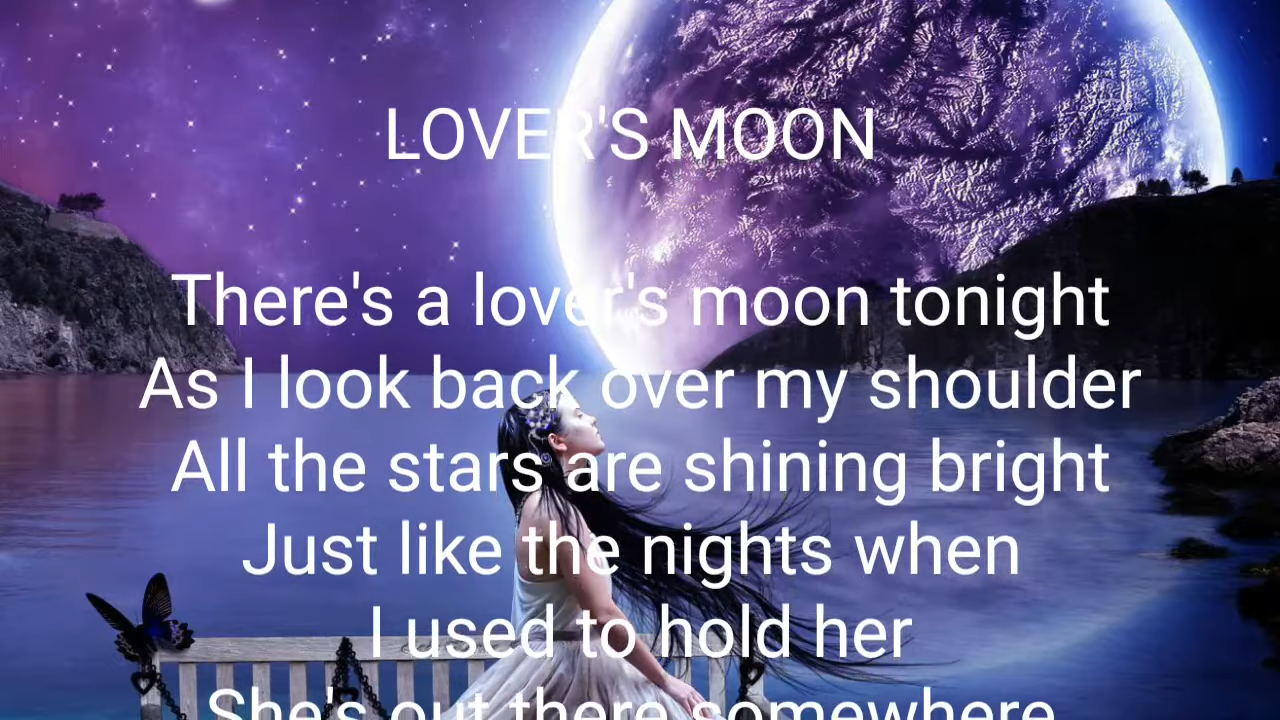 LOVER'S MOON
There's a lover's moon tonight
As I look back over my shoulder
All the stars are shining bright
Just like the nights when
I used to hold her
She's out there somewhere